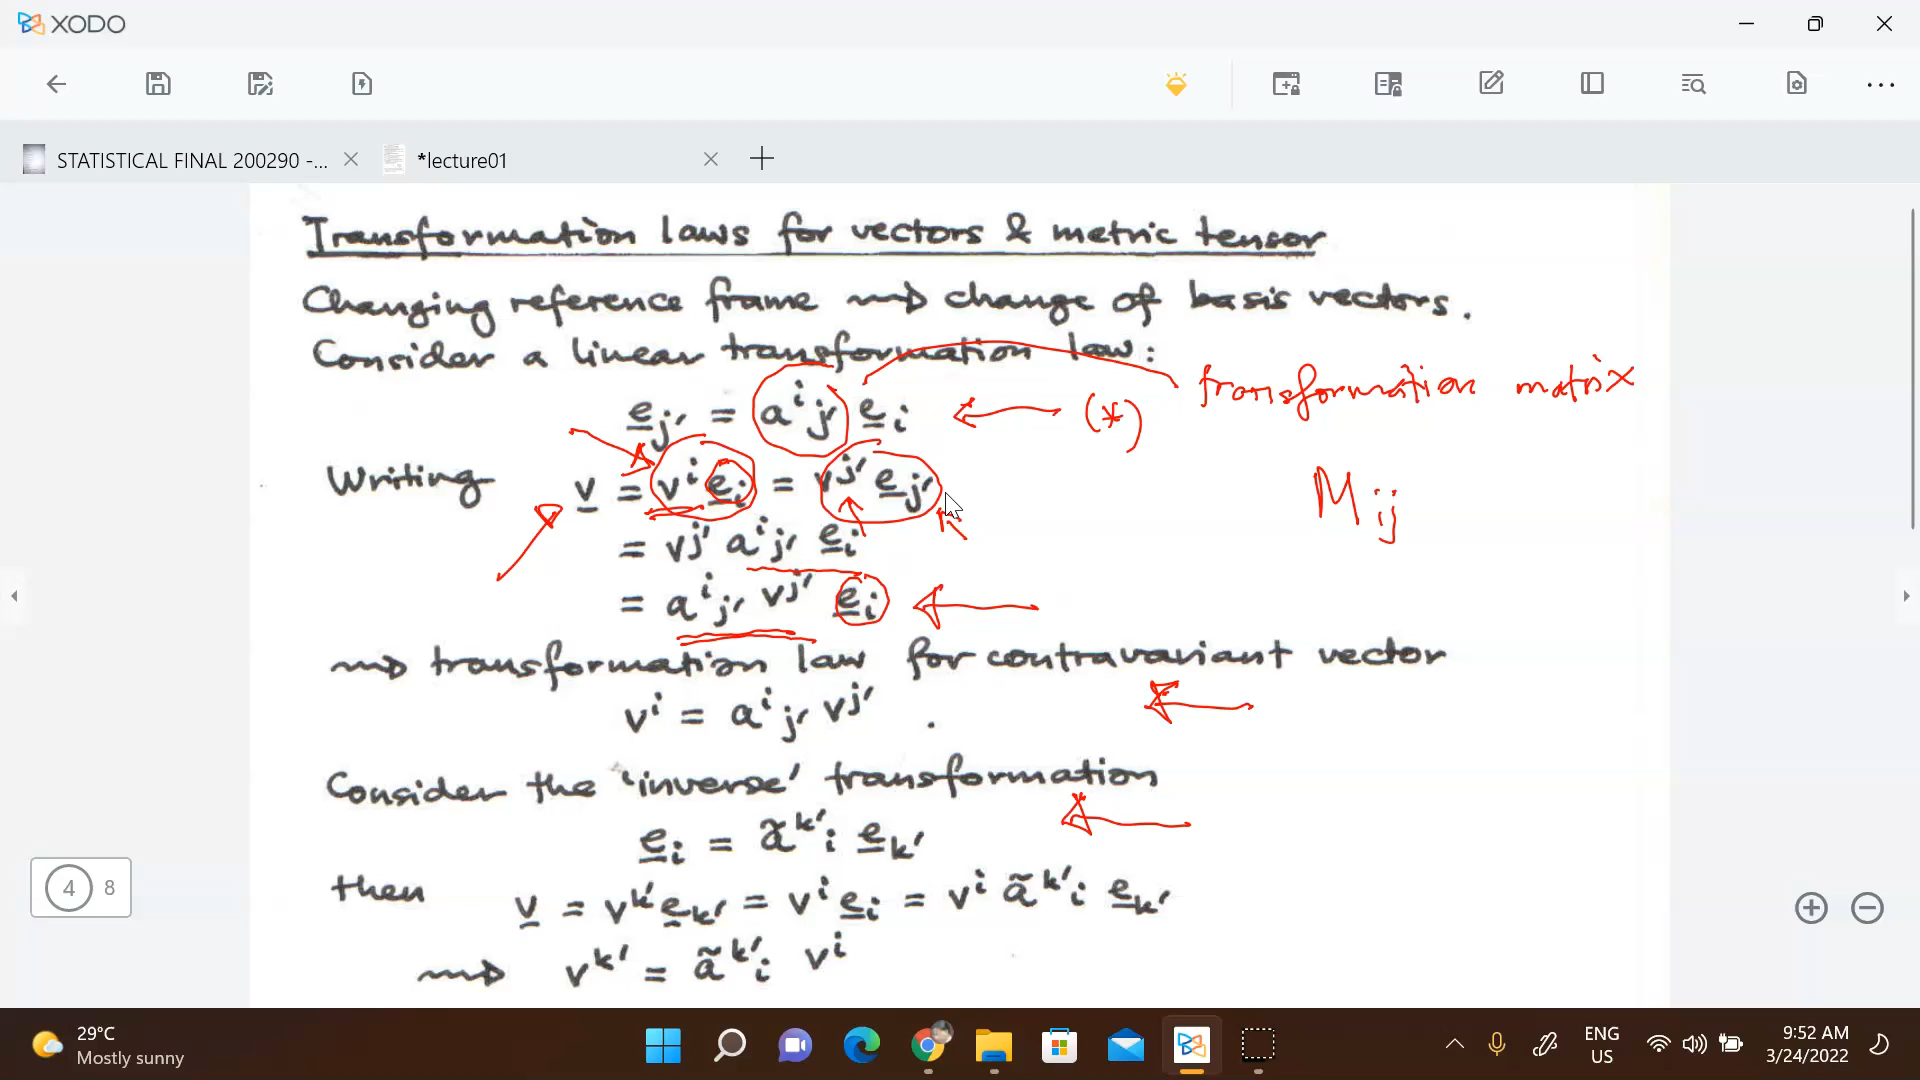 XODO
STATISTICAL FINAL 200290 -...
*lecture01
Transformation laws for vectors & metric tensor
Changing reference frame ⟿ change of basis vectors.
Consider a linear transformation law:
e_j' = a^i_j' e_i ← (*) transformation matrix
Writing v = v^i e_i = v^j' e_j'
M_ij
= v^j' a^i_j' e_i
= a^i_j' v^j' e_i
⟿ transformation law for contravariant vector
v^i = a^i_j' v^j' .
Consider the 'inverse' transformation
e_i = ã^k'_i e_k'
then v = v^k' e_k' = v^i e_i = v^i ã^k'_i e_k'
⟿ v^k' = ã^k'_i v^i
4 8
29°C
Mostly sunny
ENG
US
9:52 AM
3/24/2022